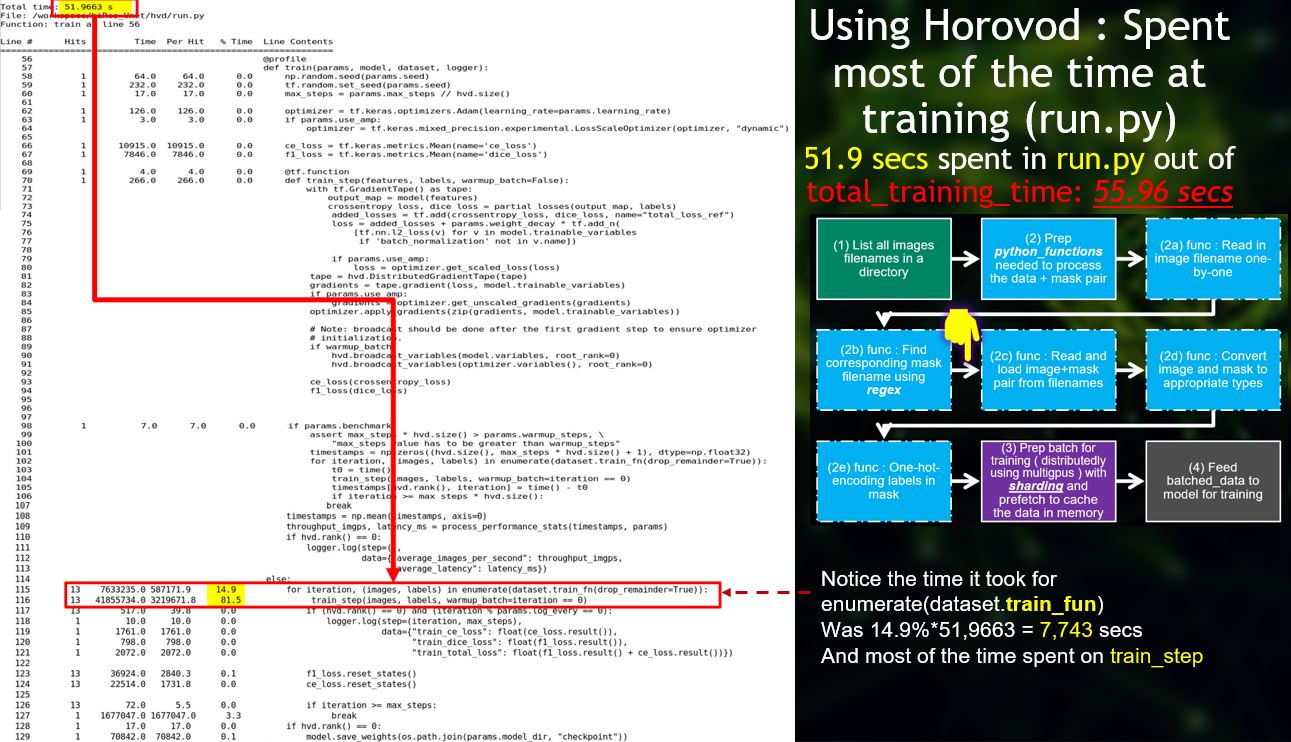 Total time: 51.9663 s
Function: train at line 56
Line # Hits Time Per Hit % Time Line Contents
==============================================================
56 @profile
57 def train(params, model, dataset, logger):
58 1 64.0 64.0 0.0 np.random.seed(params.seed)
59 1 232.0 232.0 0.0 tf.random.set_seed(params.seed)
60 1 17.0 17.0 0.0 max_steps = params.max_steps // hvd.size()
61
62 1 126.0 126.0 0.0 optimizer = tf.keras.optimizers.Adam(learning_rate=params.learning_rate)
63 1 3.0 3.0 0.0 if params.use_amp:
64 optimizer = tf.keras.mixed_precision.experimental.LossScaleOptimizer(optimizer, "dynamic")
65
66 1 10915.0 10915.0 0.0 ce_loss = tf.keras.metrics.Mean(name='ce_loss')
67 1 7846.0 7846.0 0.0 f1_loss = tf.keras.metrics.Mean(name='dice_loss')
68
69 1 4.0 4.0 0.0 @tf.function
70 1 266.0 266.0 0.0 def train_step(features, labels, warmup_batch=False):
71 with tf.GradientTape() as tape:
72 output_map = model(features)
73 crossentropy_loss, dice_loss = partial_losses(output_map, labels)
74 added_losses = tf.add(crossentropy_loss, dice_loss, name="total_loss_ref")
75 loss = added_losses + params.weight_decay * tf.add_n(
76 [tf.nn.l2_loss(v) for v in model.trainable_variables
77 if 'batch_normalization' not in v.name])
78
79 if params.use_amp:
80 loss = optimizer.get_scaled_loss(loss)
81 tape = hvd.DistributedGradientTape(tape)
82 gradients = tape.gradient(loss, model.trainable_variables)
83 if params.use_amp:
84 gradients = optimizer.get_unscaled_gradients(gradients)
85 optimizer.apply_gradients(zip(gradients, model.trainable_variables))
86
87 # Note: broadcast should be done after the first gradient step to ensure optimizer
88 # initialization.
89 if warmup_batch
90 hvd.broadcast_variables(model.variables, root_rank=0)
91 hvd.broadcast_variables(optimizer.variables(), root_rank=0)
92
93 ce_loss(crossentropy_loss)
94 f1_loss(dice_loss)
95
96
97
98 1 7.0 7.0 0.0 if params.benchmark
99 assert max_steps * hvd.size() > params.warmup_steps, \
100 "max_steps value has to be greater than warmup_steps"
101 timestamps = np.zeros((hvd.size(), max_steps * hvd.size() + 1), dtype=np.float32)
102 for iteration, (images, labels) in enumerate(dataset.train_fn(drop_remainder=True)):
103 t0 = time()
104 train_step(images, labels, warmup_batch=iteration == 0)
105 timestamps[hvd.rank(), iteration] = time() - t0
106 if iteration >= max_steps * hvd.size():
107 break
108 timestamps = np.mean(timestamps, axis=0)
109 throughput_imgps, latency_ms = process_performance_stats(timestamps, params)
110 if hvd.rank() == 0:
111 logger.log(step=(),
112 data={"average_images_per_second": throughput_imgps,
113 "average_latency": latency_ms})
114 else:
115 13 7633235.0 587171.9 14.9 for iteration, (images, labels) in enumerate(dataset.train_fn(drop_remainder=True)):
116 13 41855734.0 3219671.8 81.5 train_step(images, labels, warmup_batch=iteration == 0)
117 13 517.0 39.8 0.0 if (hvd.rank() == 0) and (iteration % params.log_every == 0):
118 1 10.0 10.0 0.0 logger.log(step=(iteration, max_steps),
119 1 1761.0 1761.0 0.0 data={"train_ce_loss": float(ce_loss.result()),
120 1 798.0 798.0 0.0 "train_dice_loss": float(f1_loss.result()),
121 1 2072.0 2072.0 0.0 "train_total_loss": float(f1_loss.result() + ce_loss.result())})
122
123 13 36924.0 2840.3 0.1 f1_loss.reset_states()
124 13 22514.0 1731.8 0.0 ce_loss.reset_states()
125
126 13 72.0 5.5 0.0 if iteration >= max_steps:
127 1 1677047.0 1677047.0 3.3 break
128 1 17.0 17.0 0.0 if hvd.rank() == 0:
129 1 70842.0 70842.0 0.1 model.save_weights(os.path.join(params.model_dir, "checkpoint"))
Using Horovod : Spent
most of the time at
training (run.py)
51.9 secs spent in run.py out of
total_training_time: 55.96 secs
(1) List all images
filenames in a
directory
(2) Prep
python_functions
needed to process
the data + mask pair
(2a) func : Read in
image filename one-
by-one
(2b) func : Find
corresponding mask
filename using
regex
(2c) func : Read and
load image+mask
pair from filenames
(2d) func : Convert
image and mask to
appropriate types
(2e) func : One-hot-
encoding labels in
mask
(3) Prep batch for
training ( distributedly
using multigpus ) with
sharding and
prefetch to cache
the data in memory
(4) Feed
batched_data to
model for training
Notice the time it took for
enumerate(dataset.train_fun)
Was 14.9%*51,9663 = 7,743 secs
And most of the time spent on train_step